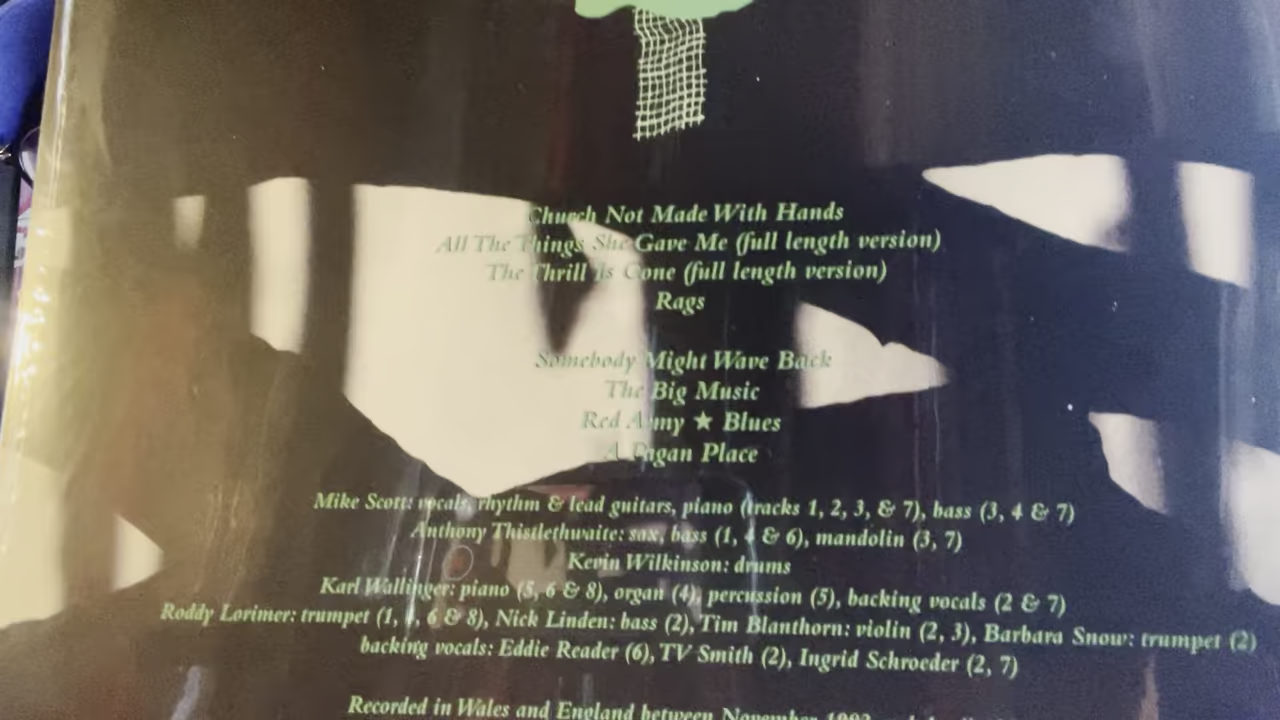 Church Not Made With Hands
All The Things She Gave Me (full length version)
The Thrill Is Gone (full length version)
Rags
Somebody Might Wave Back
The Big Music
Red Army ★ Blues
A Pagan Place
Mike Scott: vocals, rhythm & lead guitars, piano (tracks 1, 2, 3, & 7), bass (3, 4 & 7)
Anthony Thistlethwaite: sax, bass (1, 4 & 6), mandolin (3, 7)
Kevin Wilkinson: drums
Karl Wallinger: piano (5, 6 & 8), organ (4), percussion (5), backing vocals (2 & 7)
Roddy Lorimer: trumpet (1, 6 & 8), Nick Linden: bass (2), Tim Blanthorn: violin (2, 3), Barbara Snow: trumpet (2)
backing vocals: Eddie Reader (6), TV Smith (2), Ingrid Schroeder (2, 7)
Recorded in Wales and England between November